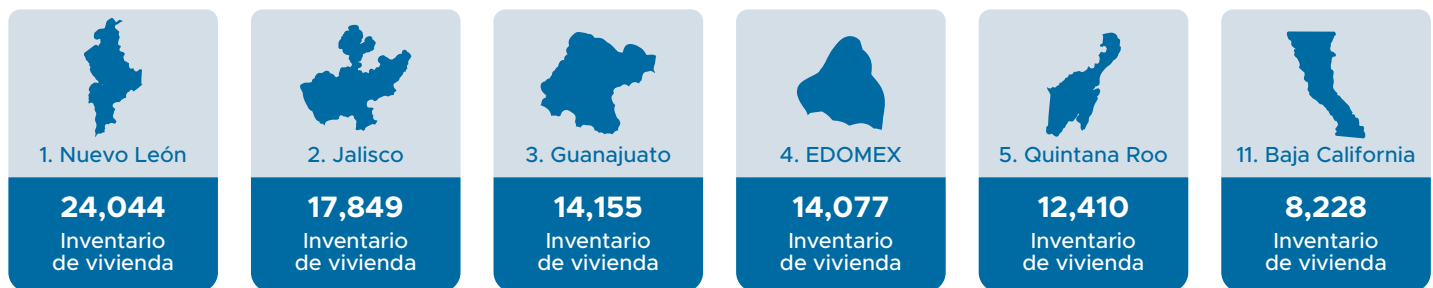 1. Nuevo León
24,044
Inventario
de vivienda
2. Jalisco
17,849
Inventario
de vivienda
3. Guanajuato
14,155
Inventario
de vivienda
4. EDOMEX
14,077
Inventario
de vivienda
5. Quintana Roo
12,410
Inventario
de vivienda
11. Baja California
8,228
Inventario
de vivienda